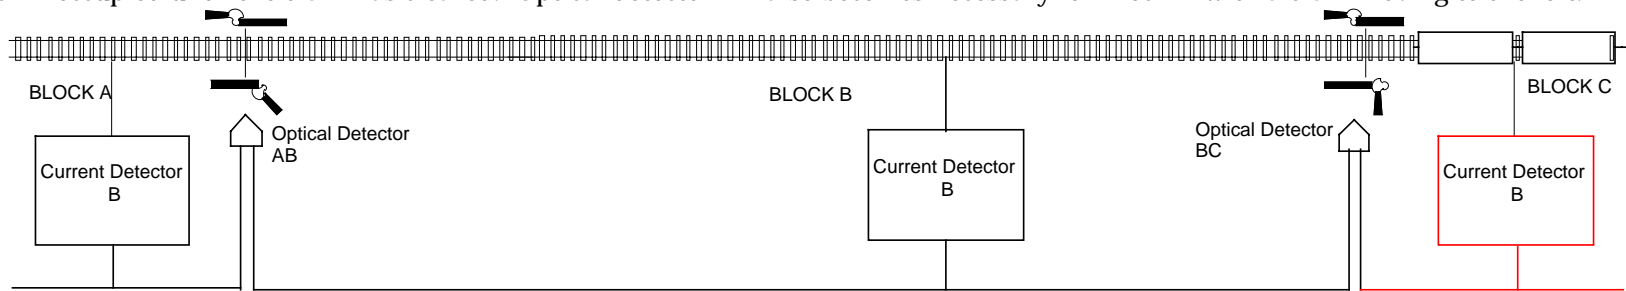 BLOCK A
BLOCK B
BLOCK C
Optical Detector
AB
Optical Detector
BC
Current Detector
B
Current Detector
B
Current Detector
B